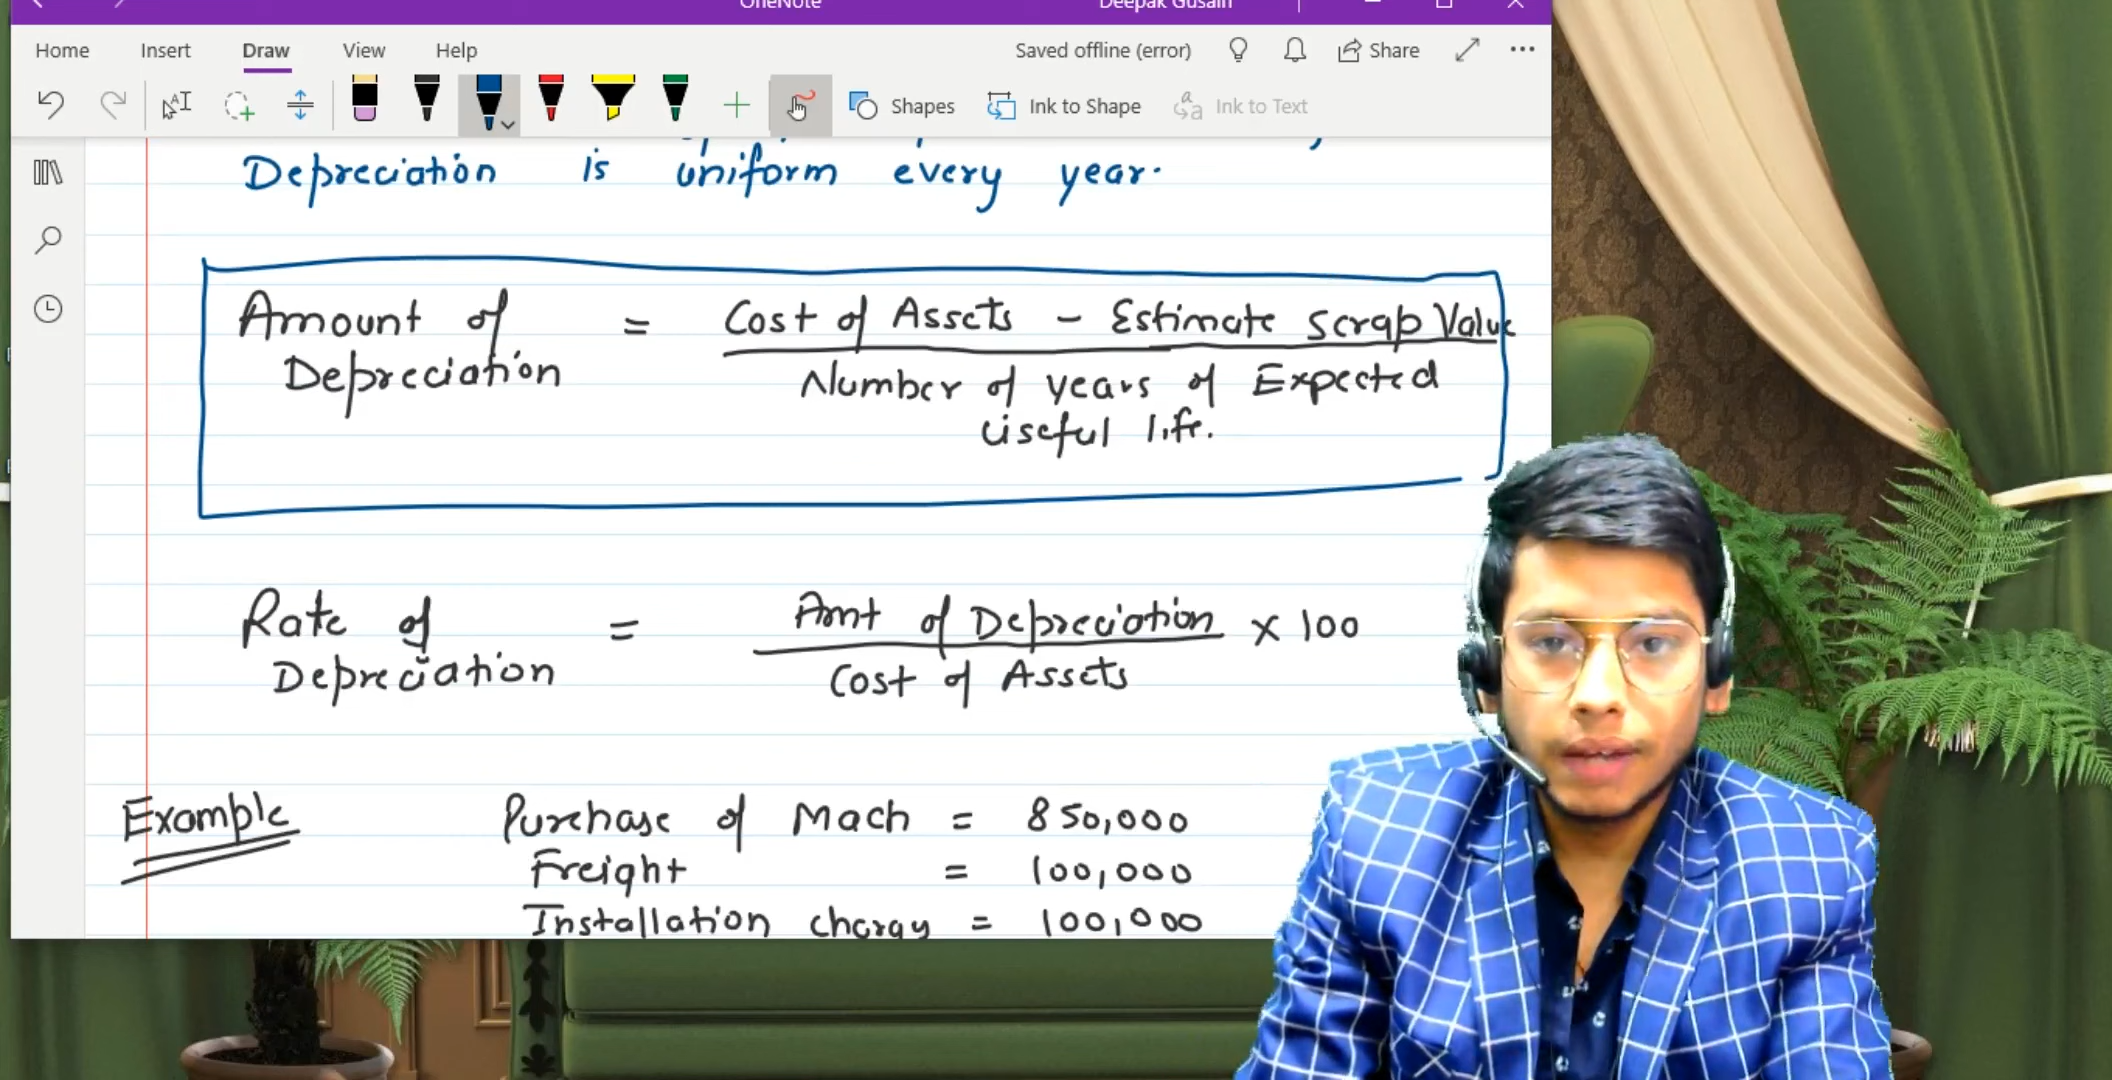 OneNote
Deepak Gusain
Home Insert Draw View Help
Saved offline (error) Share
Shapes Ink to Shape Ink to Text
Depreciation is uniform every year.
Amount of Depreciation = Cost of Assets - Estimate Scrap Value
Number of years of Expected
useful life.
Rate of Depreciation = Amt of Depreciation × 100
Cost of Assets
Example
Purchase of Mach = 850,000
Freight = 100,000
Installation chargy = 100,000